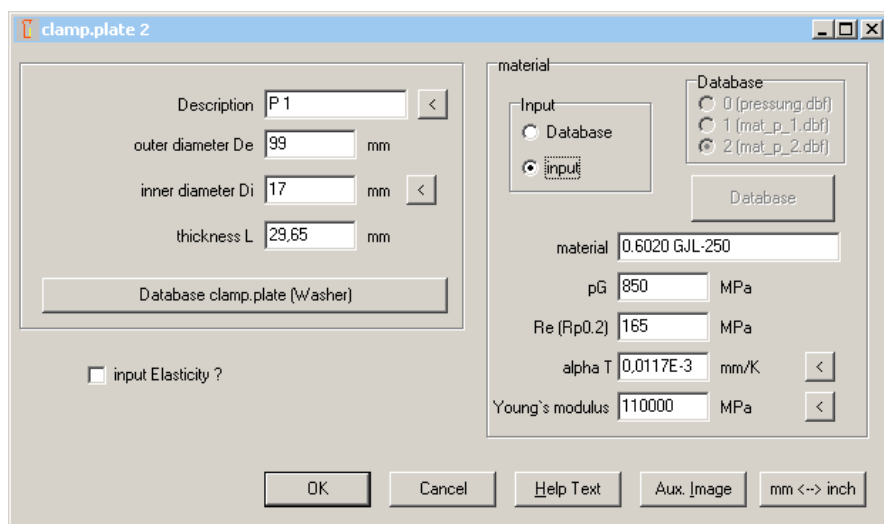 clamp.plate 2
Description P 1 <
outer diameter De 99 mm
inner diameter Di 17 mm <
thickness L 29,65 mm
Database clamp.plate (Washer)
input Elasticity ?
material
Input
Database
input
Database
0 (pressung.dbf)
1 (mat_p_1.dbf)
2 (mat_p_2.dbf)
Database
material 0.6020 GJL-250
pG 850 MPa
Re (Rp0.2) 165 MPa
alpha T 0,0117E-3 mm/K <
Young`s modulus 110000 MPa <
OK Cancel Help Text Aux. Image mm <--> inch